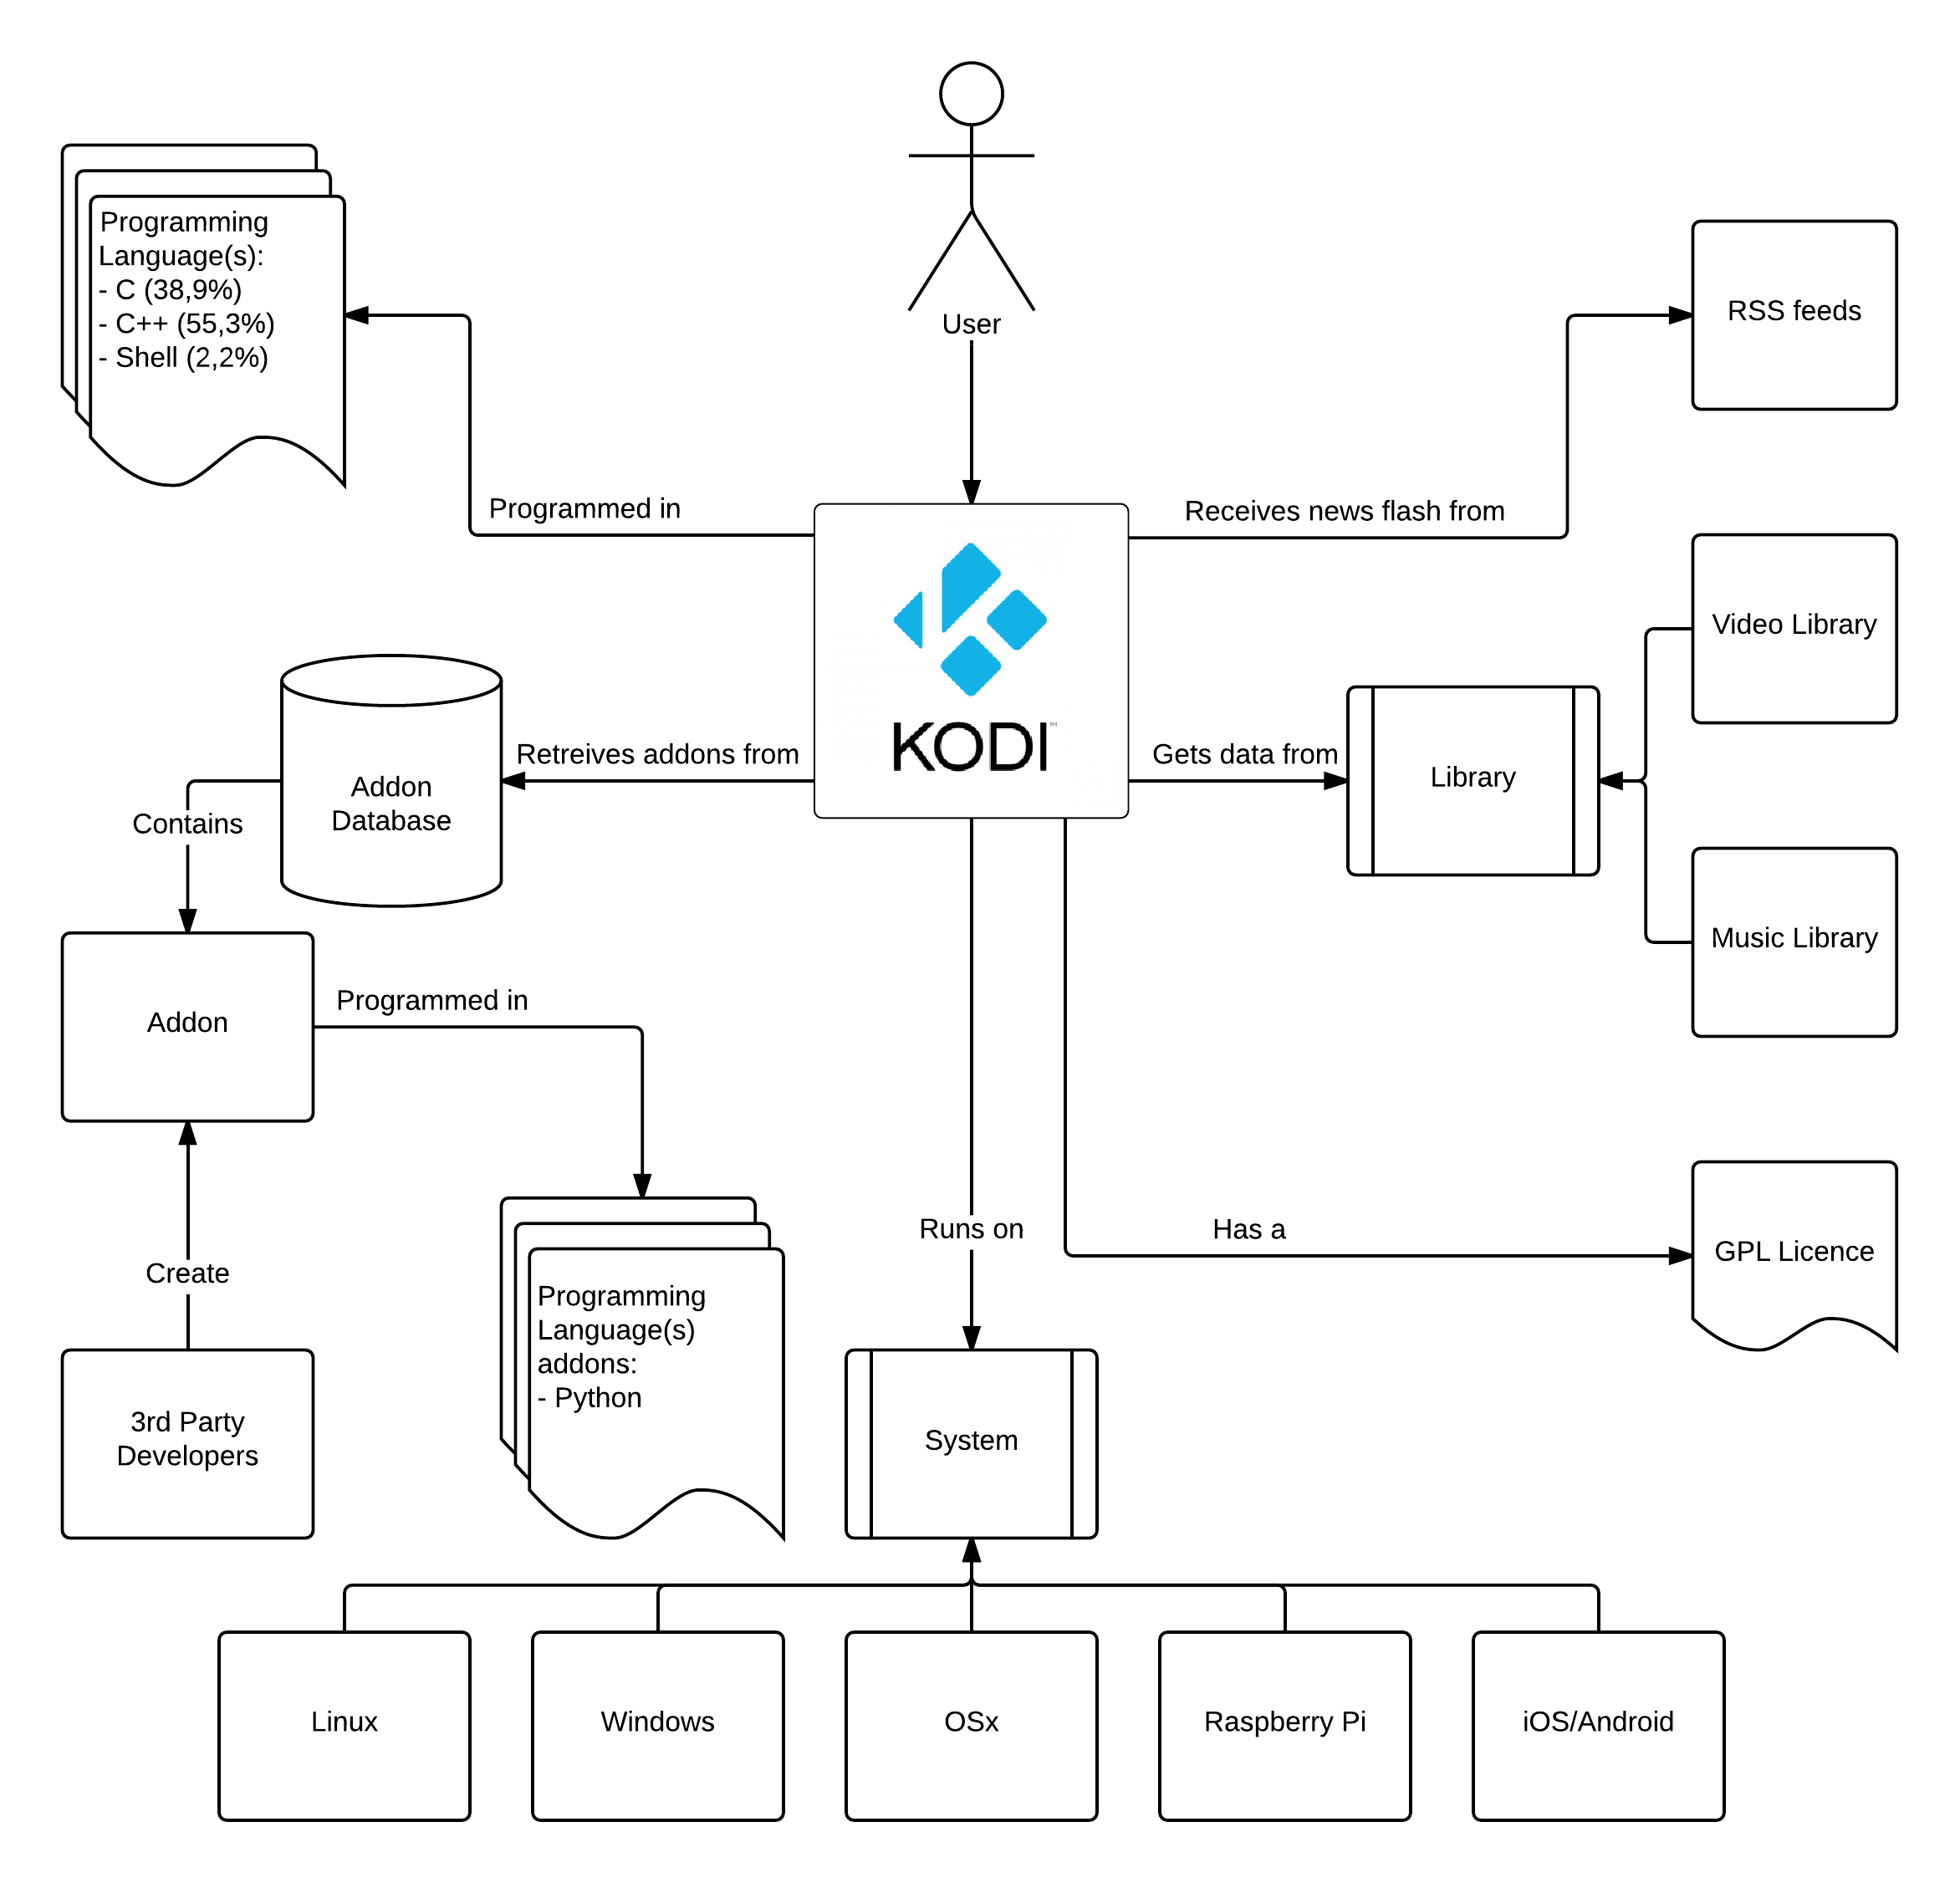 Programming
Language(s):
- C (38,9%)
- C++ (55,3%)
- Shell (2,2%)
User
RSS feeds
Programmed in
Receives news flash from
KODI™
Video Library
Retreives addons from
Gets data from
Library
Addon
Database
Contains
Music Library
Addon
Programmed in
Runs on
Has a
GPL Licence
Create
Programming
Language(s)
addons:
- Python
3rd Party
Developers
System
Linux
Windows
OSx
Raspberry Pi
iOS/Android